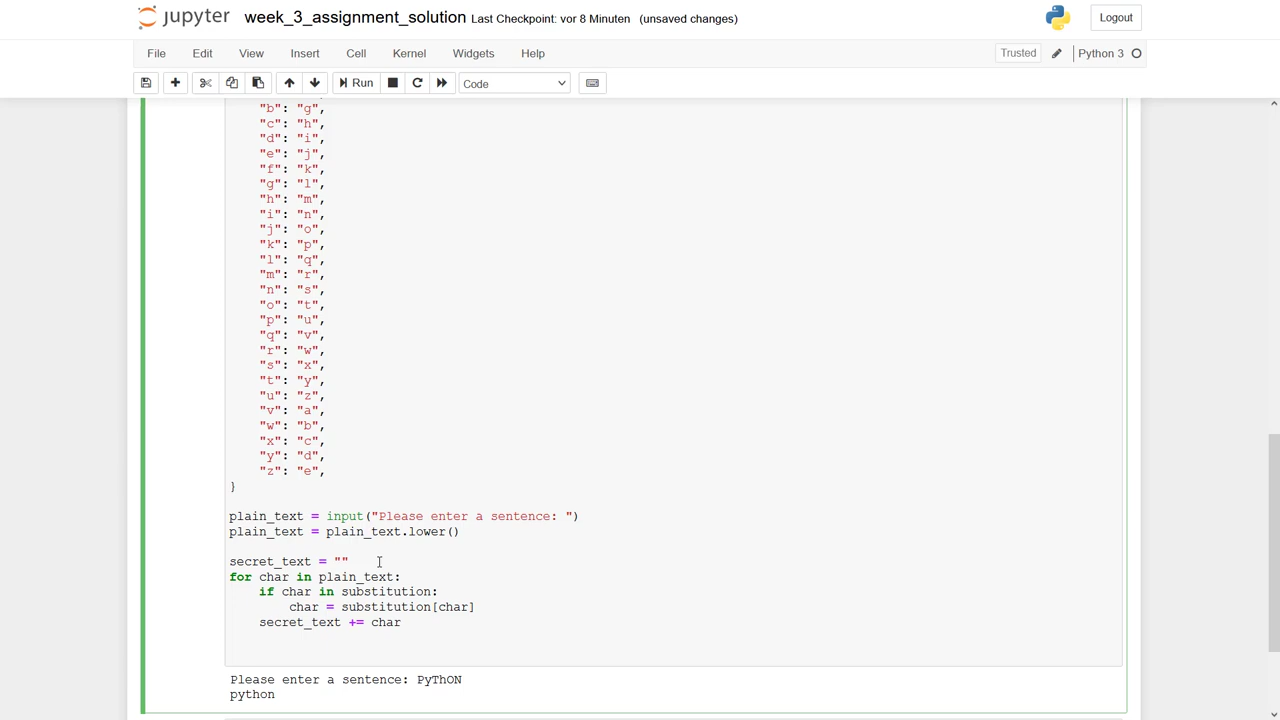 jupyter week_3_assignment_solution Last Checkpoint: vor 8 Minuten (unsaved changes) Logout
File Edit View Insert Cell Kernel Widgets Help Trusted Python 3
Run Code
"b": "g",
"c": "h",
"d": "i",
"e": "j",
"f": "k",
"g": "l",
"h": "m",
"i": "n",
"j": "o",
"k": "p",
"l": "q",
"m": "r",
"n": "s",
"o": "t",
"p": "u",
"q": "v",
"r": "w",
"s": "x",
"t": "y",
"u": "z",
"v": "a",
"w": "b",
"x": "c",
"y": "d",
"z": "e",
}
plain_text = input("Please enter a sentence: ")
plain_text = plain_text.lower()
secret_text = ""
for char in plain_text:
if char in substitution:
char = substitution[char]
secret_text += char
Please enter a sentence: PyThON
python